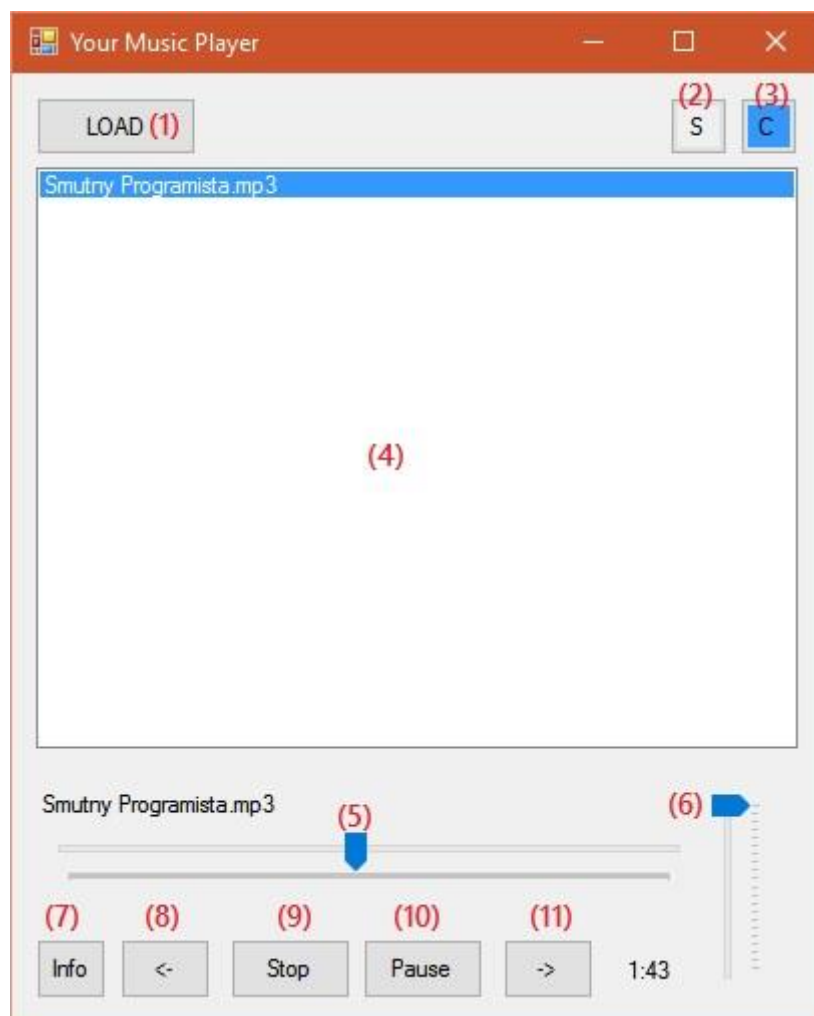 Your Music Player
(2) (3)
LOAD (1) S C
Smutny Programista.mp3
(4)
Smutny Programista.mp3
(5) (6)
(7) (8) (9) (10) (11)
Info <- Stop Pause -> 1:43